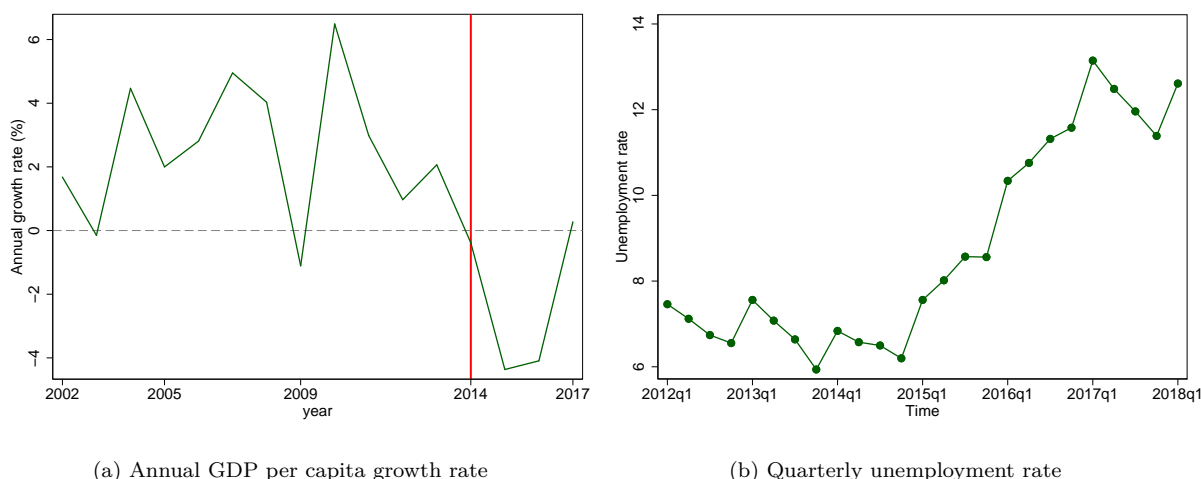 Annual growth rate (%)
6
4
2
0
−2
−4
2002
2005
2009
2014
2017
year
(a) Annual GDP per capita growth rate
Unemployment rate
14
12
10
8
6
2012q1
2013q1
2014q1
2015q1
2016q1
2017q1
2018q1
Time
(b) Quarterly unemployment rate